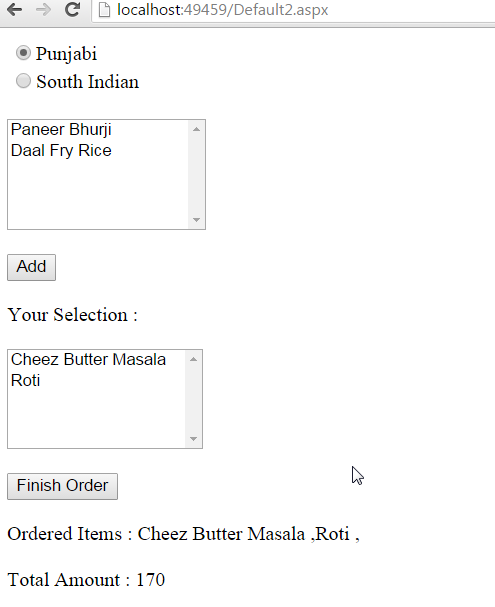 localhost:49459/Default2.aspx
Punjabi
South Indian
Paneer Bhurji
Daal Fry Rice
Add
Your Selection :
Cheez Butter Masala
Roti
Finish Order
Ordered Items : Cheez Butter Masala ,Roti ,
Total Amount : 170